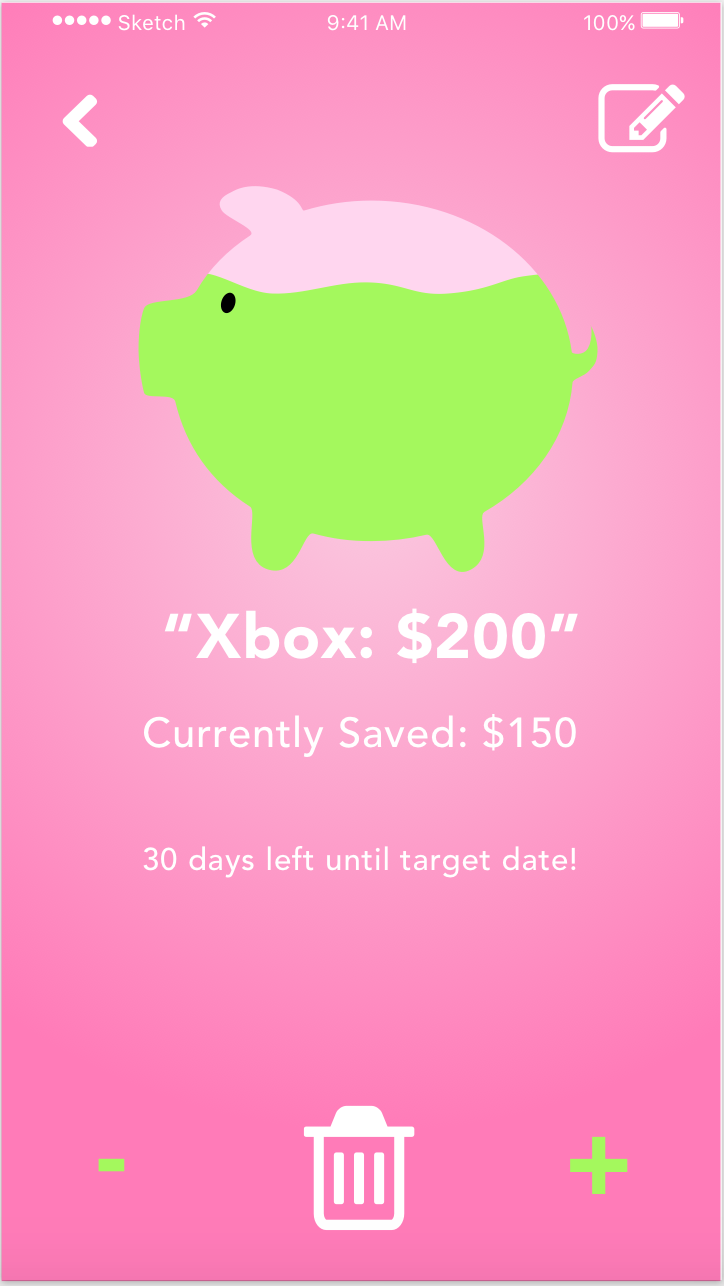 Sketch 9:41 AM 100%
"Xbox: $200"
Currently Saved: $150
30 days left until target date!
- +